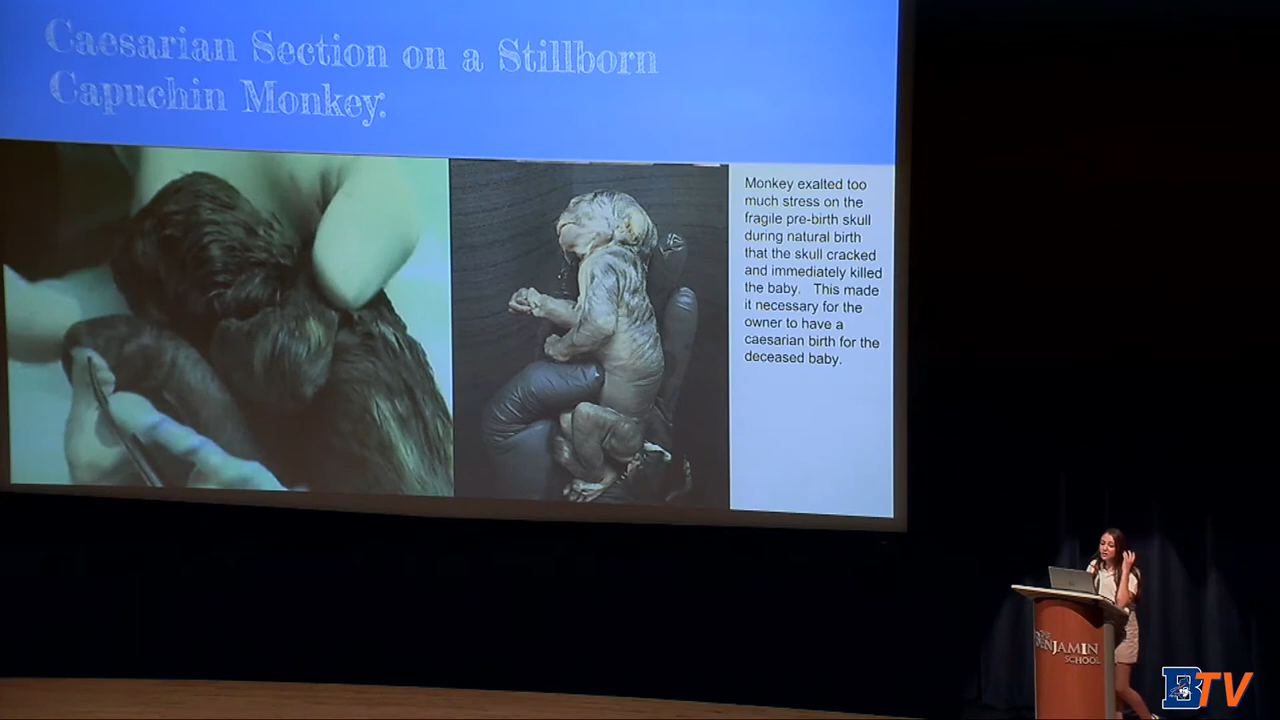 Caesarian Section on a Stillborn
Capuchin Monkey:
Monkey exalted too
much stress on the
fragile pre-birth skull
during natural birth
that the skull cracked
and immediately killed
the baby. This made
it necessary for the
owner to have a
caesarian birth for the
deceased baby.
THE
BENJAMIN
SCHOOL
BTV